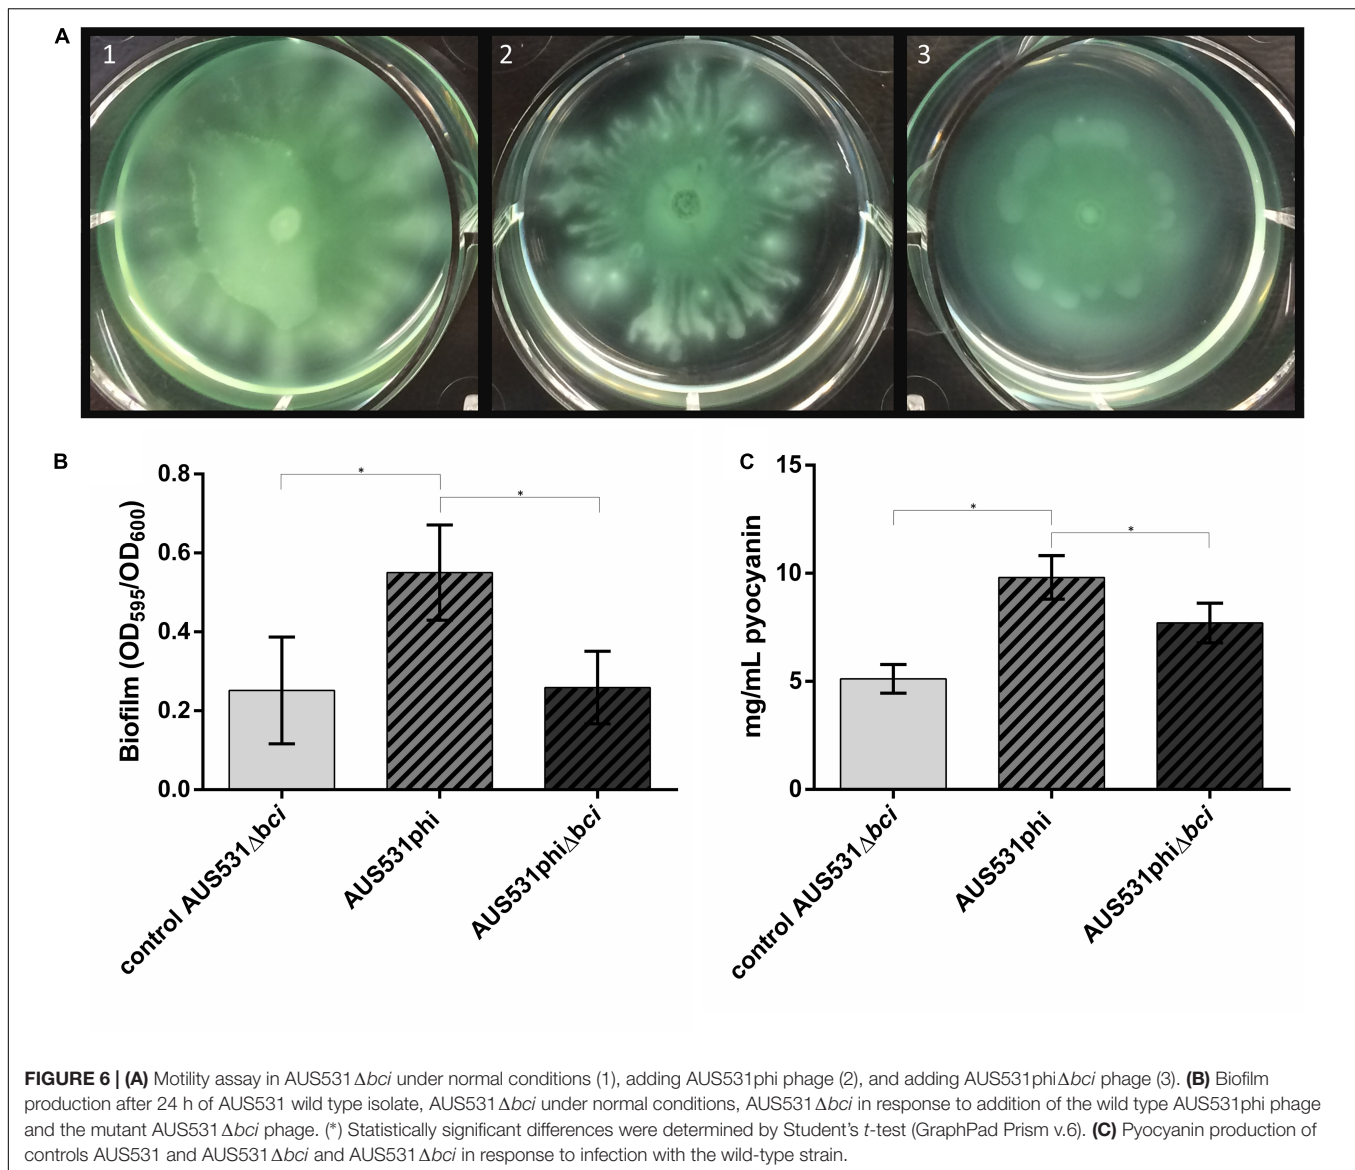 A
1
2
3
B
Biofilm (OD595/OD600)
0.8
0.6
0.4
0.2
0.0
*
*
control AUS531Δbci
AUS531phi
AUS531phiΔbci
C
mg/mL pyocyanin
15
10
5
0
*
*
control AUS531Δbci
AUS531phi
AUS531phiΔbci
FIGURE 6 | (A) Motility assay in AUS531Δbci under normal conditions (1), adding AUS531phi phage (2), and adding AUS531phiΔbci phage (3). (B) Biofilm
production after 24 h of AUS531 wild type isolate, AUS531Δbci under normal conditions, AUS531Δbci in response to addition of the wild type AUS531phi phage
and the mutant AUS531Δbci phage. (*) Statistically significant differences were determined by Student's t-test (GraphPad Prism v.6). (C) Pyocyanin production of
controls AUS531 and AUS531Δbci and AUS531Δbci in response to infection with the wild-type strain.